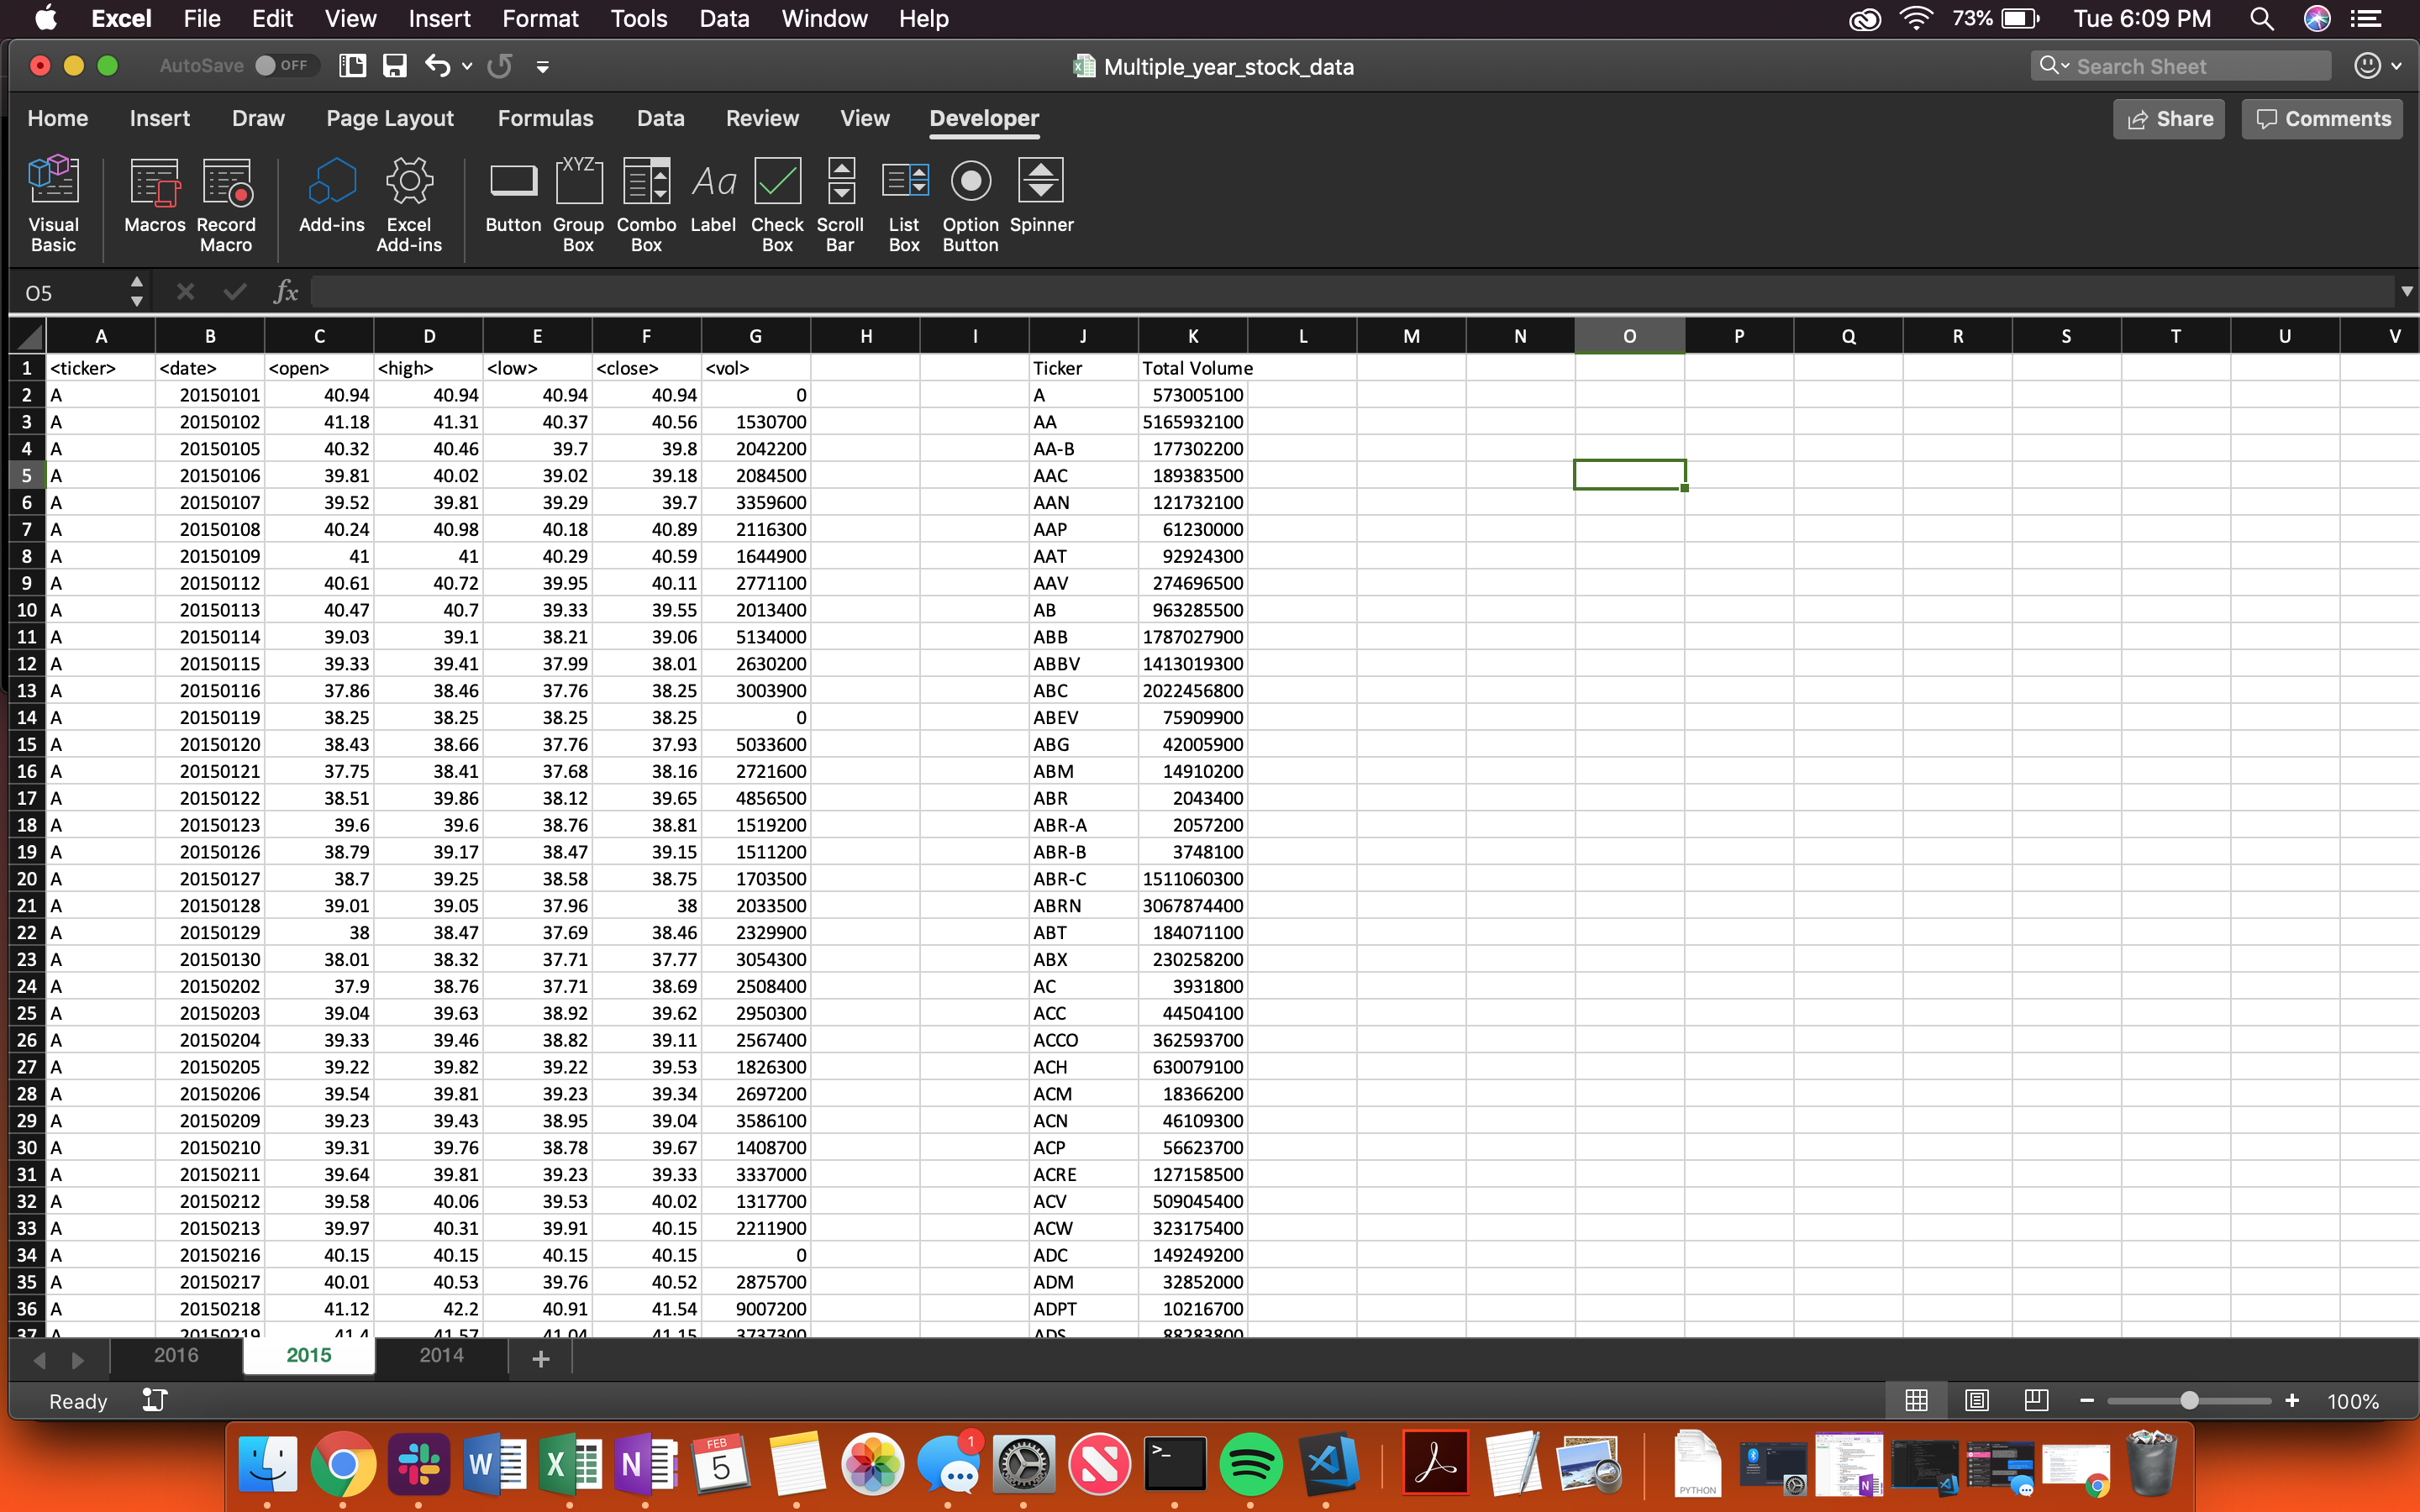 Excel File Edit View Insert Format Tools Data Window Help 73% Tue 6:09 PM
AutoSave OFF Multiple_year_stock_data Search Sheet
Home Insert Draw Page Layout Formulas Data Review View Developer Share Comments
Visual Basic Macros Record Macro Add-ins Excel Add-ins Button XYZ Group Box Combo Box Aa Label Check Box Scroll Bar List Box Option Button Spinner
O5 fx
A B C D E F G H I J K L M N O P Q R S T U V
1 <ticker> <date> <open> <high> <low> <close> <vol> Ticker Total Volume
2 A 20150101 40.94 40.94 40.94 40.94 0 A 573005100
3 A 20150102 41.18 41.31 40.37 40.56 1530700 AA 5165932100
4 A 20150105 40.32 40.46 39.7 39.8 2042200 AA-B 177302200
5 A 20150106 39.81 40.02 39.02 39.18 2084500 AAC 189383500
6 A 20150107 39.52 39.81 39.29 39.7 3359600 AAN 121732100
7 A 20150108 40.24 40.98 40.18 40.89 2116300 AAP 61230000
8 A 20150109 41 41 40.29 40.59 1644900 AAT 92924300
9 A 20150112 40.61 40.72 39.95 40.11 2771100 AAV 274696500
10 A 20150113 40.47 40.7 39.33 39.55 2013400 AB 963285500
11 A 20150114 39.03 39.1 38.21 39.06 5134000 ABB 1787027900
12 A 20150115 39.33 39.41 37.99 38.01 2630200 ABBV 1413019300
13 A 20150116 37.86 38.46 37.76 38.25 3003900 ABC 2022456800
14 A 20150119 38.25 38.25 38.25 38.25 0 ABEV 75909900
15 A 20150120 38.43 38.66 37.76 37.93 5033600 ABG 42005900
16 A 20150121 37.75 38.41 37.68 38.16 2721600 ABM 14910200
17 A 20150122 38.51 39.86 38.12 39.65 4856500 ABR 2043400
18 A 20150123 39.6 39.6 38.76 38.81 1519200 ABR-A 2057200
19 A 20150126 38.79 39.17 38.47 39.15 1511200 ABR-B 3748100
20 A 20150127 38.7 39.25 38.58 38.75 1703500 ABR-C 1511060300
21 A 20150128 39.01 39.05 37.96 38 2033500 ABRN 3067874400
22 A 20150129 38 38.47 37.69 38.46 2329900 ABT 184071100
23 A 20150130 38.01 38.32 37.71 37.77 3054300 ABX 230258200
24 A 20150202 37.9 38.76 37.71 38.69 2508400 AC 3931800
25 A 20150203 39.04 39.63 38.92 39.62 2950300 ACC 44504100
26 A 20150204 39.33 39.46 38.82 39.11 2567400 ACCO 362593700
27 A 20150205 39.22 39.82 39.22 39.53 1826300 ACH 630079100
28 A 20150206 39.54 39.81 39.23 39.34 2697200 ACM 18366200
29 A 20150209 39.23 39.43 38.95 39.04 3586100 ACN 46109300
30 A 20150210 39.31 39.76 38.78 39.67 1408700 ACP 56623700
31 A 20150211 39.64 39.81 39.23 39.33 3337000 ACRE 127158500
32 A 20150212 39.58 40.06 39.53 40.02 1317700 ACV 509045400
33 A 20150213 39.97 40.31 39.91 40.15 2211900 ACW 323175400
34 A 20150216 40.15 40.15 40.15 40.15 0 ADC 149249200
35 A 20150217 40.01 40.53 39.76 40.52 2875700 ADM 32852000
36 A 20150218 41.12 42.2 40.91 41.54 9007200 ADPT 10216700
37 A 20150219 41.4 41.57 41.04 41.15 3737300 ADS 88283800
2016 2015 2014
Ready 100%
W X N FEB 5 1 PYTHON